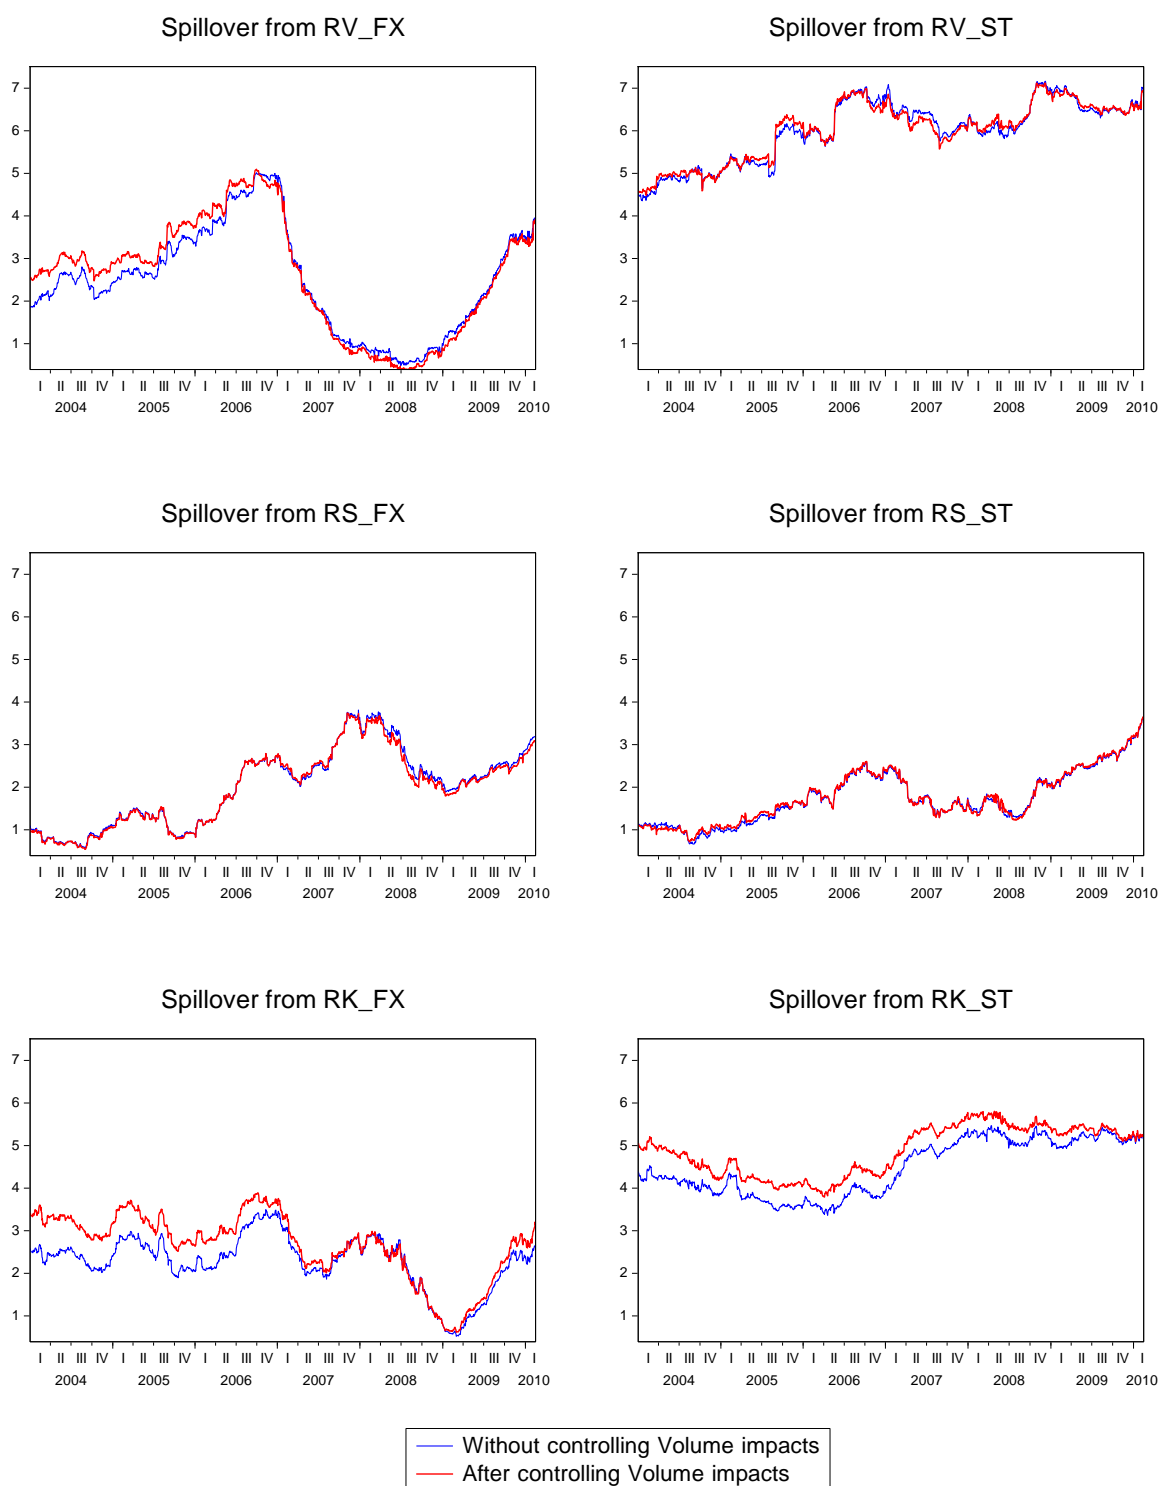 Spillover from RV_FX
7
6
5
4
3
2
1
I II III IV I II III IV I II III IV I II III IV I II III IV I II III IV I
2004 2005 2006 2007 2008 2009 2010
Spillover from RV_ST
7
6
5
4
3
2
1
I II III IV I II III IV I II III IV I II III IV I II III IV I II III IV I
2004 2005 2006 2007 2008 2009 2010
Spillover from RS_FX
7
6
5
4
3
2
1
I II III IV I II III IV I II III IV I II III IV I II III IV I II III IV I
2004 2005 2006 2007 2008 2009 2010
Spillover from RS_ST
7
6
5
4
3
2
1
I II III IV I II III IV I II III IV I II III IV I II III IV I II III IV I
2004 2005 2006 2007 2008 2009 2010
Spillover from RK_FX
7
6
5
4
3
2
1
I II III IV I II III IV I II III IV I II III IV I II III IV I II III IV I
2004 2005 2006 2007 2008 2009 2010
Spillover from RK_ST
7
6
5
4
3
2
1
I II III IV I II III IV I II III IV I II III IV I II III IV I II III IV I
2004 2005 2006 2007 2008 2009 2010
Without controlling Volume impacts
After controlling Volume impacts